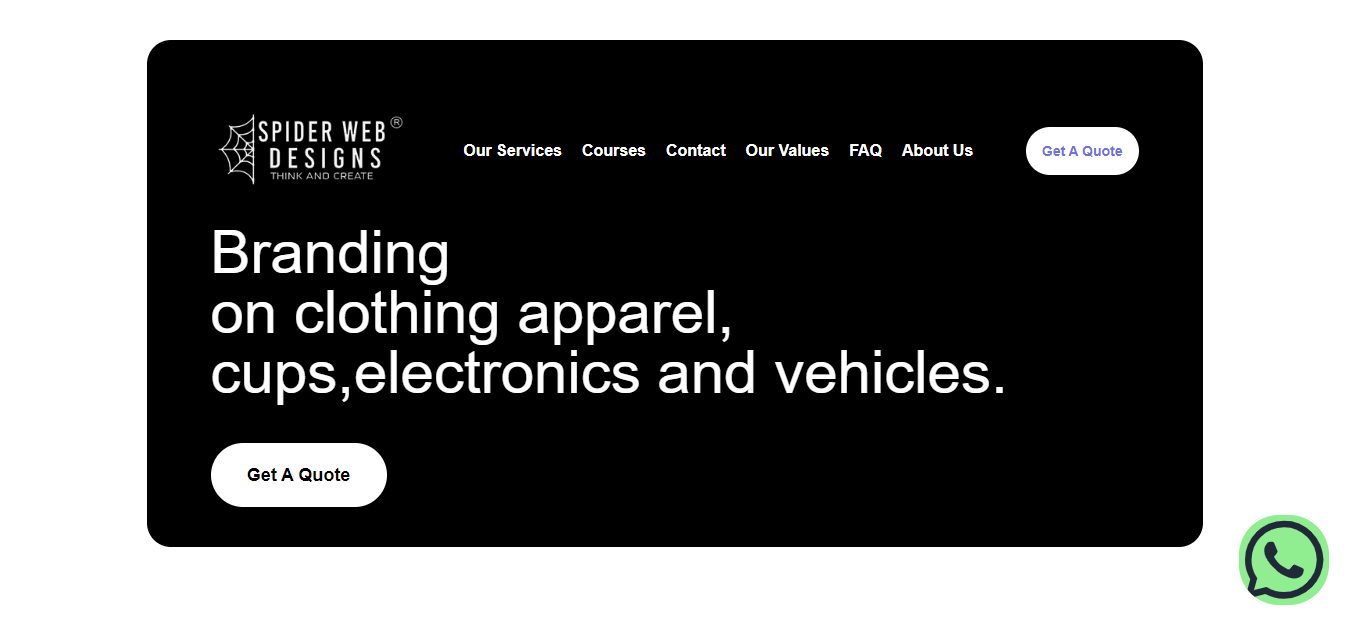 SPIDER WEB ®
DESIGNS
THINK AND CREATE
Our Services Courses Contact Our Values FAQ About Us
Get A Quote
Branding
on clothing apparel,
cups,electronics and vehicles.
Get A Quote